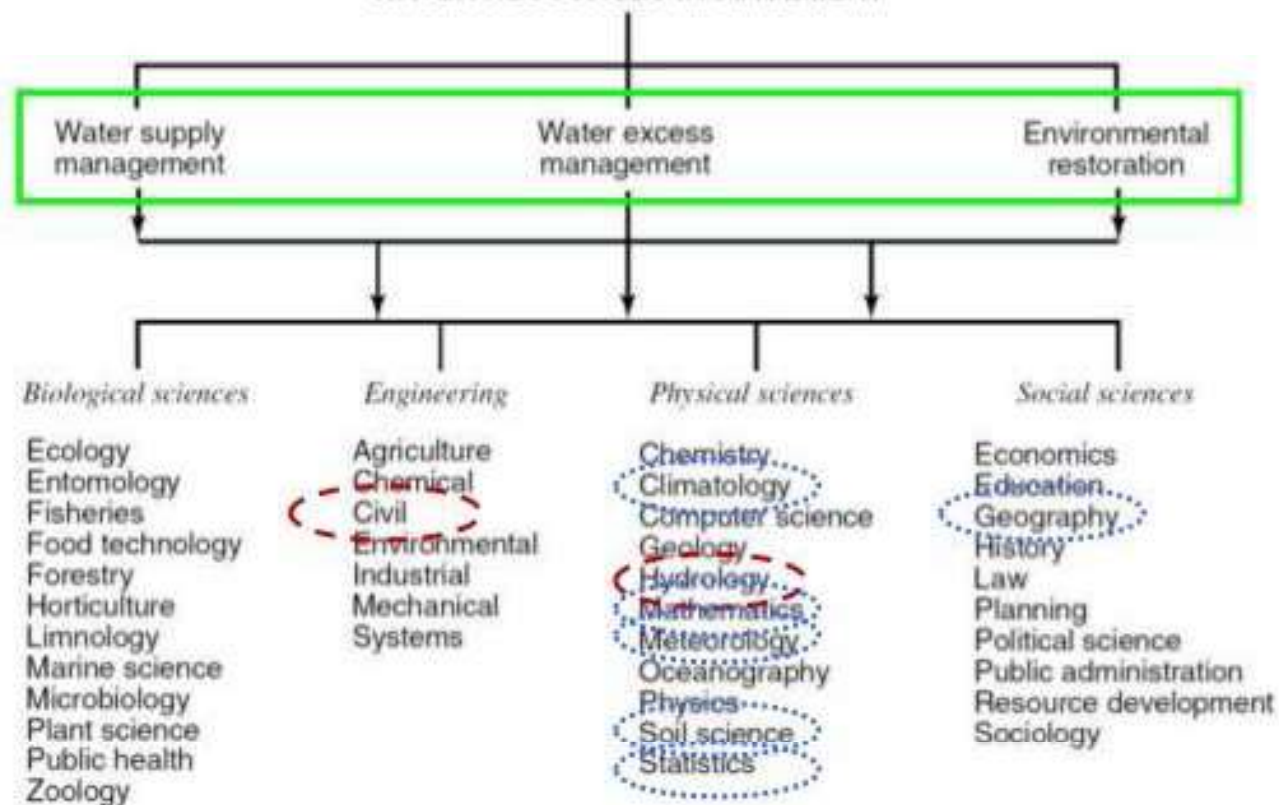 Water supply
management
Water excess
management
Environmental
restoration
Biological sciences
Ecology
Entomology
Fisheries
Food technology
Forestry
Horticulture
Limnology
Marine science
Microbiology
Plant science
Public health
Zoology
Engineering
Agriculture
Chemical
Civil
Environmental
Industrial
Mechanical
Systems
Physical sciences
Chemistry
Climatology
Computer science
Geology
Hydrology
Mathematics
Meteorology
Oceanography
Physics
Soil science
Statistics
Social sciences
Economics
Education
Geography
History
Law
Planning
Political science
Public administration
Resource development
Sociology